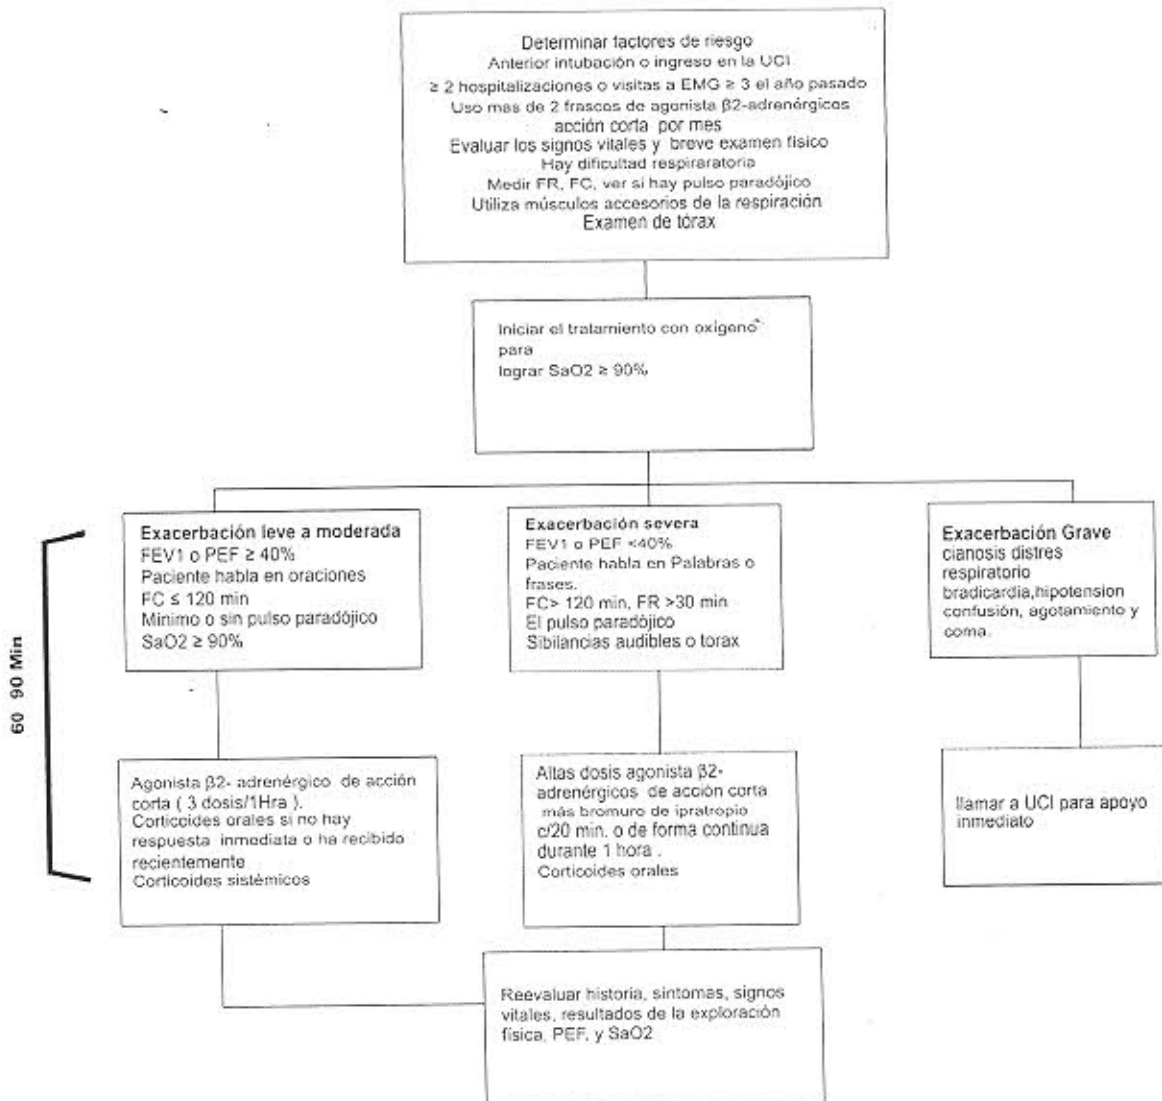 Determinar factores de riesgo
Anterior intubación o ingreso en la UCI
≥ 2 hospitalizaciones o visitas a EMG ≥ 3 el año pasado
Uso mas de 2 frascos de agonista β2-adrenérgicos
acción corta por mes
Evaluar los signos vitales y breve examen físico
Hay dificultad respiraratoria
Medir FR, FC, ver si hay pulso paradójico
Utiliza músculos accesorios de la respiración
Examen de tórax
Iniciar el tratamiento con oxígeno
para
lograr SaO2 ≥ 90%
60 90 Min
Exacerbación leve a moderada
FEV1 o PEF ≥ 40%
Paciente habla en oraciones
FC ≤ 120 min
Mínimo o sin pulso paradójico
SaO2 ≥ 90%
Exacerbación severa
FEV1 o PEF <40%
Paciente habla en Palabras o
frases.
FC> 120 min, FR >30 min
El pulso paradójico
Sibilancias audibles o torax
Exacerbación Grave
cianosis distres
respiratorio
bradicardia,hipotension
confusión, agotamiento y
coma.
Agonista β2- adrenérgico de acción
corta ( 3 dosis/1Hra ).
Corticoides orales si no hay
respuesta inmediata o ha recibido
recientemente
Corticoides sistémicos
Altas dosis agonista β2-
adrenérgicos de acción corta
más bromuro de ipratropio
c/20 min. o de forma continua
durante 1 hora .
Corticoides orales
llamar a UCI para apoyo
inmediato
Reevaluar historia, síntomas, signos
vitales, resultados de la exploración
física, PEF, y SaO2